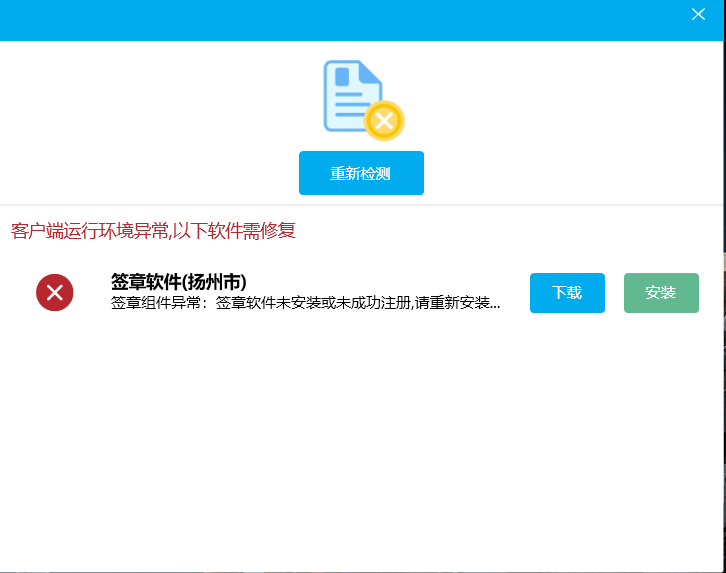 重新检测
客户端运行环境异常,以下软件需修复
签章软件(扬州市)
签章组件异常：签章软件未安装或未成功注册,请重新安装...
下载
安装